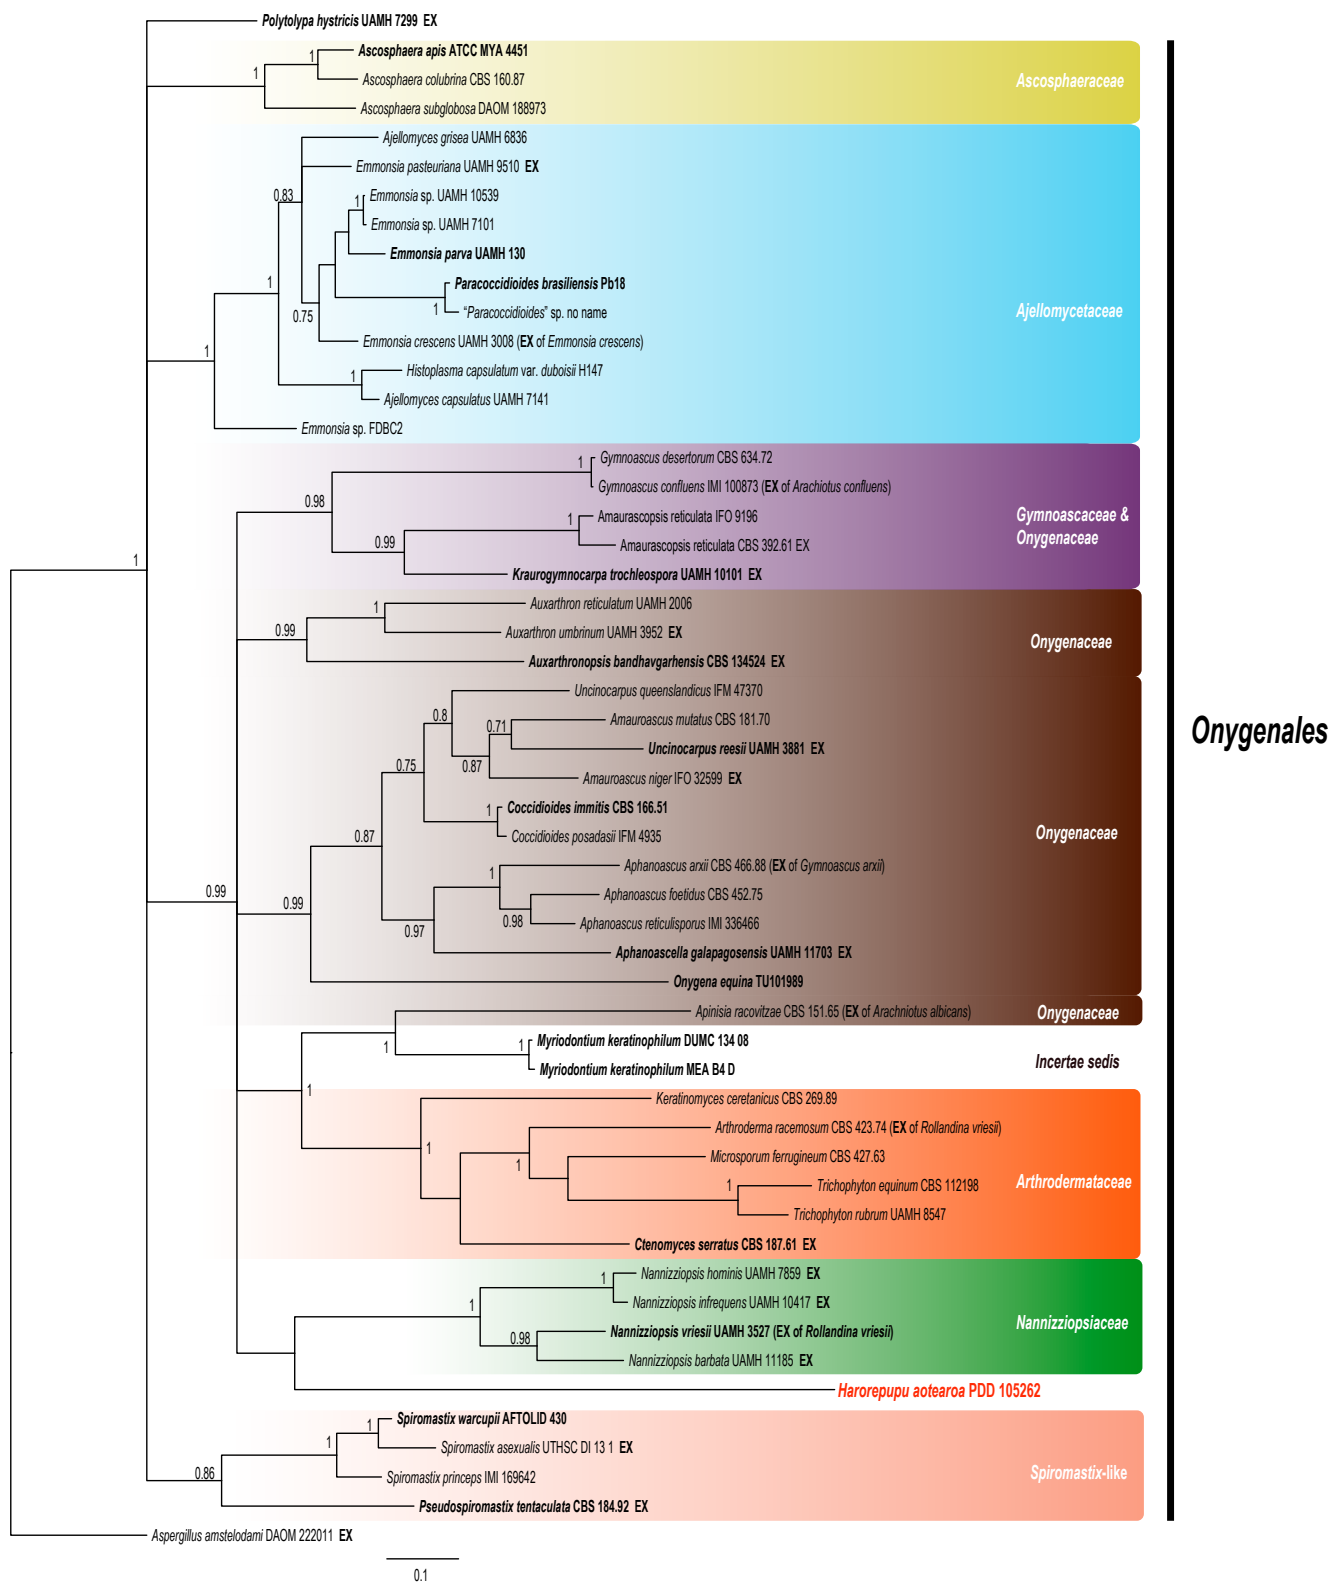 Polytolypa hystricis UAMH 7299 EX
1
Ascosphaera apis ATCC MYA 4451
1
Ascosphaera colubrina CBS 160.87
Ascosphaeraceae
Ascosphaera subglobosa DAOM 188973
Ajellomyces grisea UAMH 6836
Emmonsia pasteuriana UAMH 9510 EX
0.83
1
Emmonsia sp. UAMH 10539
Emmonsia sp. UAMH 7101
Emmonsia parva UAMH 130
1
Paracoccidioides brasiliensis Pb18
1
"Paracoccidioides" sp. no name
Ajellomycetaceae
0.75
Emmonsia crescens UAMH 3008 (EX of Emmonsia crescens)
1
1
Histoplasma capsulatum var. duboisii H147
Ajellomyces capsulatus UAMH 7141
Emmonsia sp. FDBC2
1
Gymnoascus desertorum CBS 634.72
Gymnoascus confluens IMI 100873 (EX of Arachiotus confluens)
0.98
1
Amaurascopsis reticulata IFO 9196
Gymnoascaceae &
Onygenaceae
0.99
Amaurascopsis reticulata CBS 392.61 EX
1
Kraurogymnocarpa trochleospora UAMH 10101 EX
1
Auxarthron reticulatum UAMH 2006
0.99
Auxarthron umbrinum UAMH 3952 EX
Onygenaceae
Auxarthronopsis bandhavgarhensis CBS 134524 EX
Uncinocarpus queenslandicus IFM 47370
0.8
0.71
Amauroascus mutatus CBS 181.70
Onygenales
Uncinocarpus reesii UAMH 3881 EX
0.75
0.87
Amauroascus niger IFO 32599 EX
1
Coccidioides immitis CBS 166.51
0.87
Coccidioides posadasii IFM 4935
Onygenaceae
1
Aphanoascus arxii CBS 466.88 (EX of Gymnoascus arxii)
0.99
0.99
Aphanoascus foetidus CBS 452.75
0.97
0.98
Aphanoascus reticulisporus IMI 336466
Aphanoascella galapagosensis UAMH 11703 EX
Onygena equina TU101989
Apinisia racovitzae CBS 151.65 (EX of Arachniotus albicans)
Onygenaceae
1
1
Myriodontium keratinophilum DUMC 134 08
Incertae sedis
Myriodontium keratinophilum MEA B4 D
1
Keratinomyces ceretanicus CBS 269.89
Arthroderma racemosum CBS 423.74 (EX of Rollandina vriesii)
1
1
Microsporum ferrugineum CBS 427.63
1
Trichophyton equinum CBS 112198
Arthrodermataceae
Trichophyton rubrum UAMH 8547
Ctenomyces serratus CBS 187.61 EX
1
Nannizziopsis hominis UAMH 7859 EX
1
Nannizziopsis infrequens UAMH 10417 EX
Nannizziopsiaceae
0.98
Nannizziopsis vriesii UAMH 3527 (EX of Rollandina vriesii)
Nannizziopsis barbata UAMH 11185 EX
Harorepupu aotearoa PDD 105262
1
Spiromastix warcupii AFTOLID 430
1
Spiromastix asexualis UTHSC DI 13 1 EX
0.86
Spiromastix princeps IMI 169642
Spiromastix-like
Pseudospiromastix tentaculata CBS 184.92 EX
Aspergillus amstelodami DAOM 222011 EX
0.1